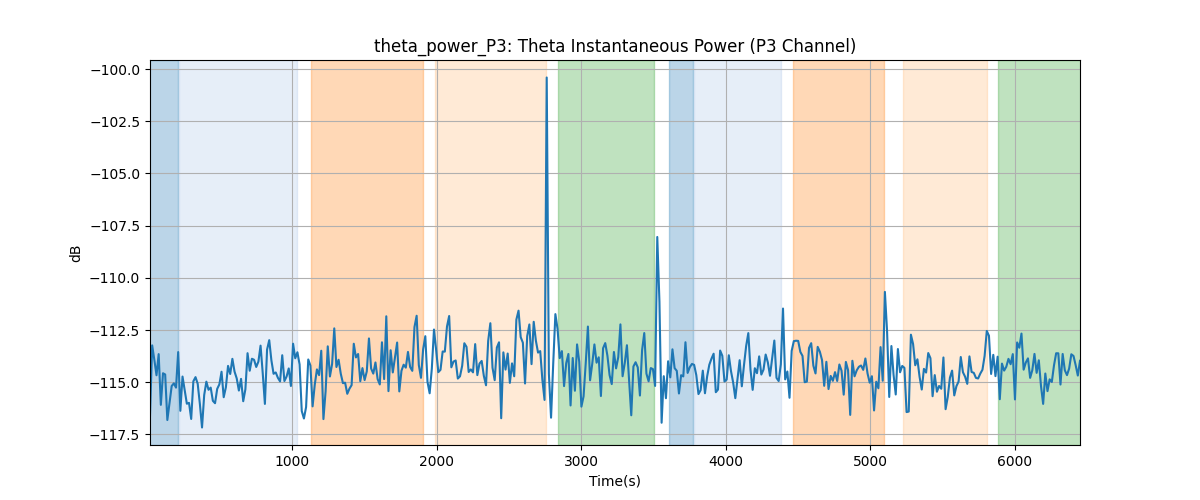 theta_power_P3: Theta Instantaneous Power (P3 Channel)
−100.0
−102.5
−105.0
−107.5
−110.0
−112.5
−115.0
−117.5
dB
1000 2000 3000 4000 5000 6000
Time(s)